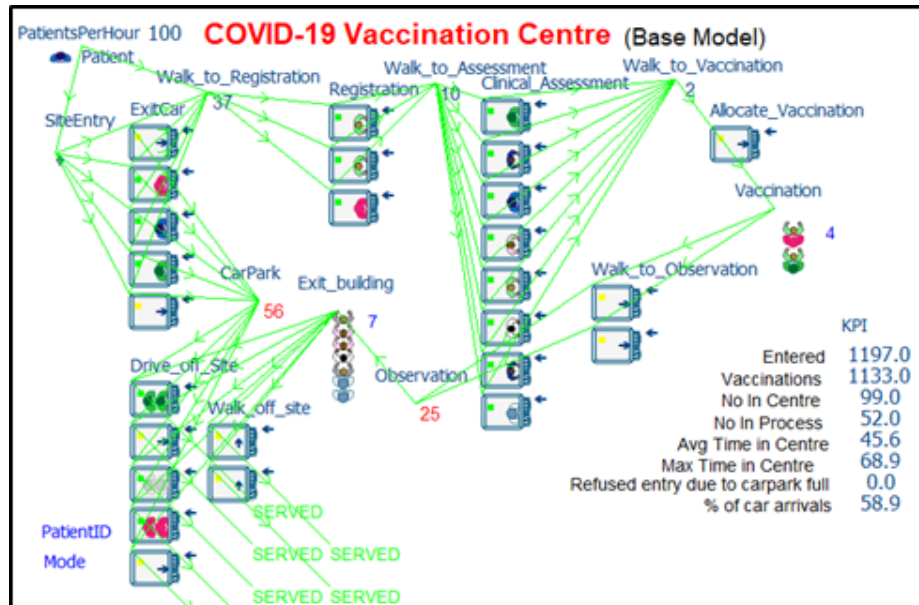 COVID-19 Vaccination Centre (Base Model)
PatientsPerHour 100
Patient
Walk_to_Registration
37
Walk_to_Assessment
10
Walk_to_Vaccination
2
SiteEntry
ExitCar
Registration
Clinical_Assessment
Allocate_Vaccination
Vaccination
4
CarPark
56
Exit_building
7
Walk_to_Observation
Observation
25
Drive_off_Site
Walk_off_site
KPI
Entered 1197.0
Vaccinations 1133.0
No In Centre 99.0
No In Process 52.0
Avg Time in Centre 45.6
Max Time in Centre 68.9
Refused entry due to carpark full 0.0
% of car arrivals 58.9
PatientID
Mode
SERVED
SERVED SERVED
SERVED SERVED